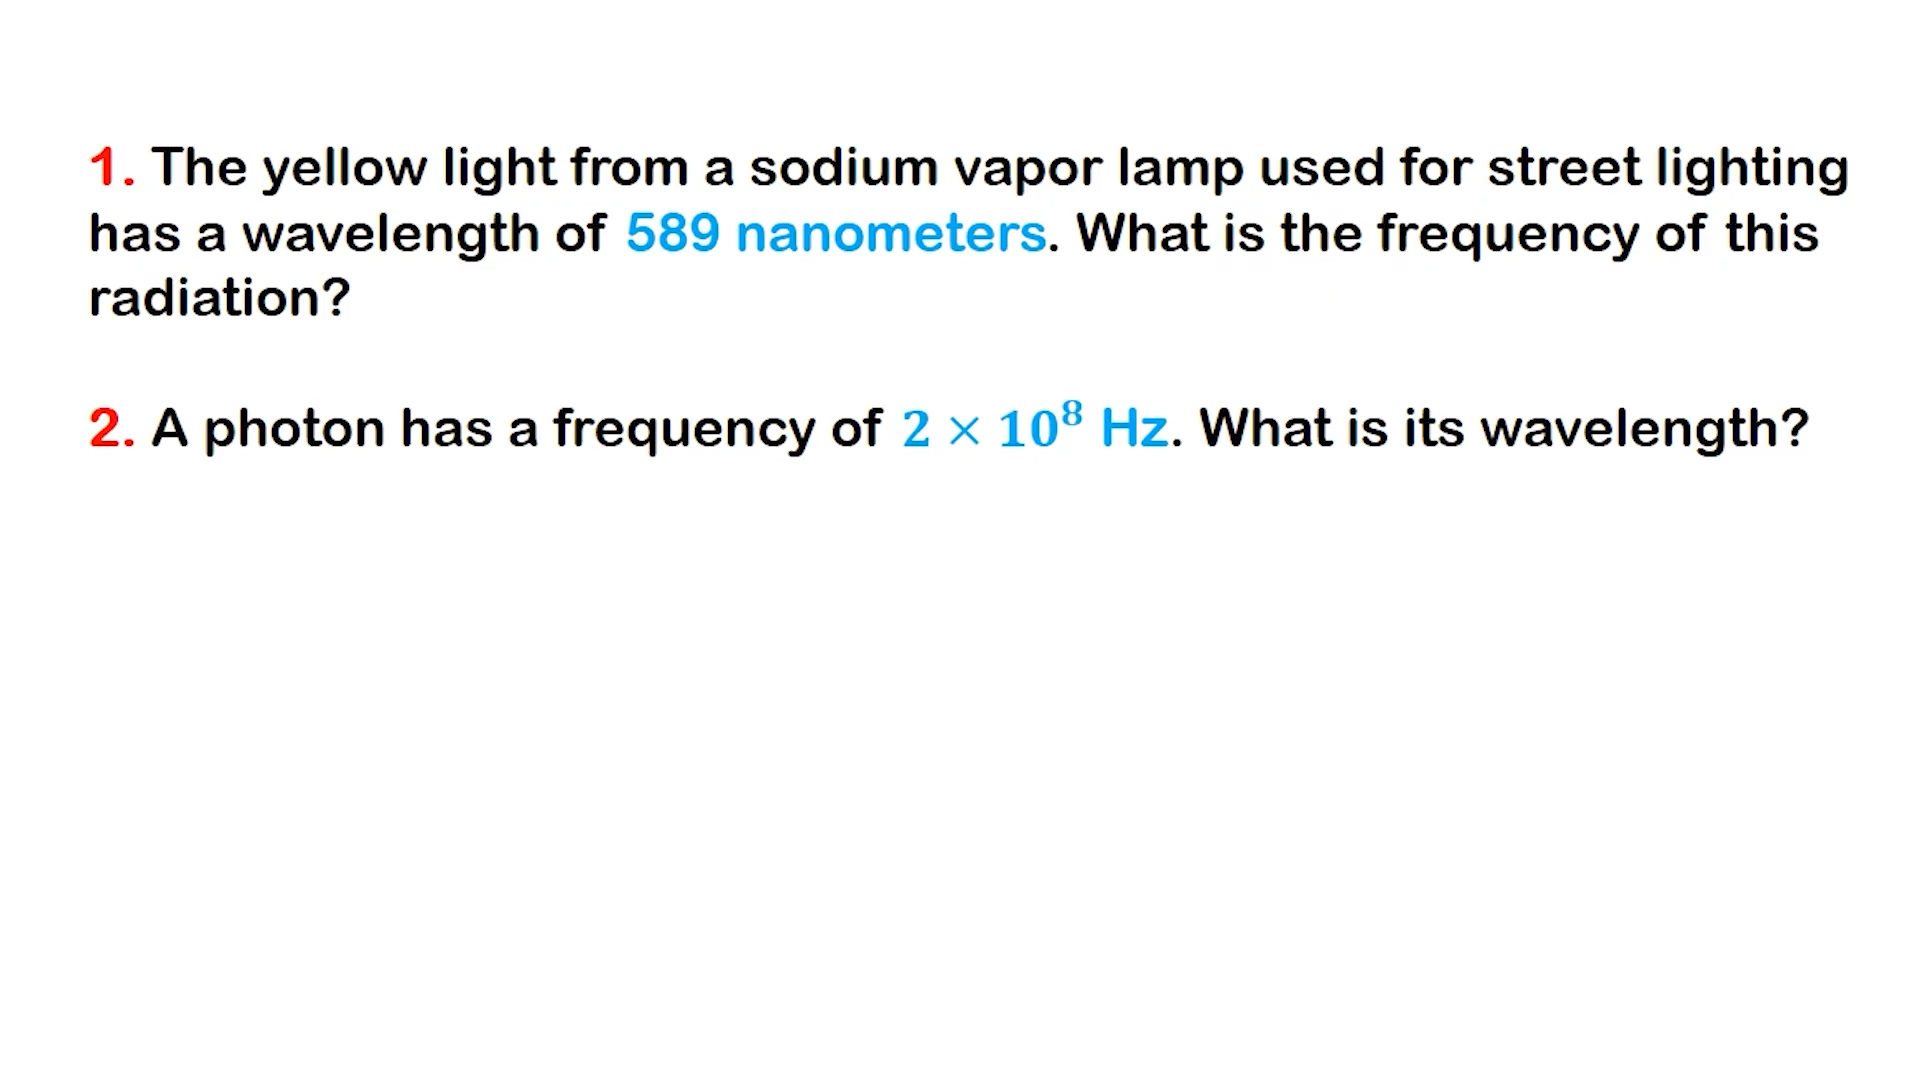 1. The yellow light from a sodium vapor lamp used for street lighting
has a wavelength of 589 nanometers. What is the frequency of this
radiation?
2. A photon has a frequency of 2 × 10⁸ Hz. What is its wavelength?